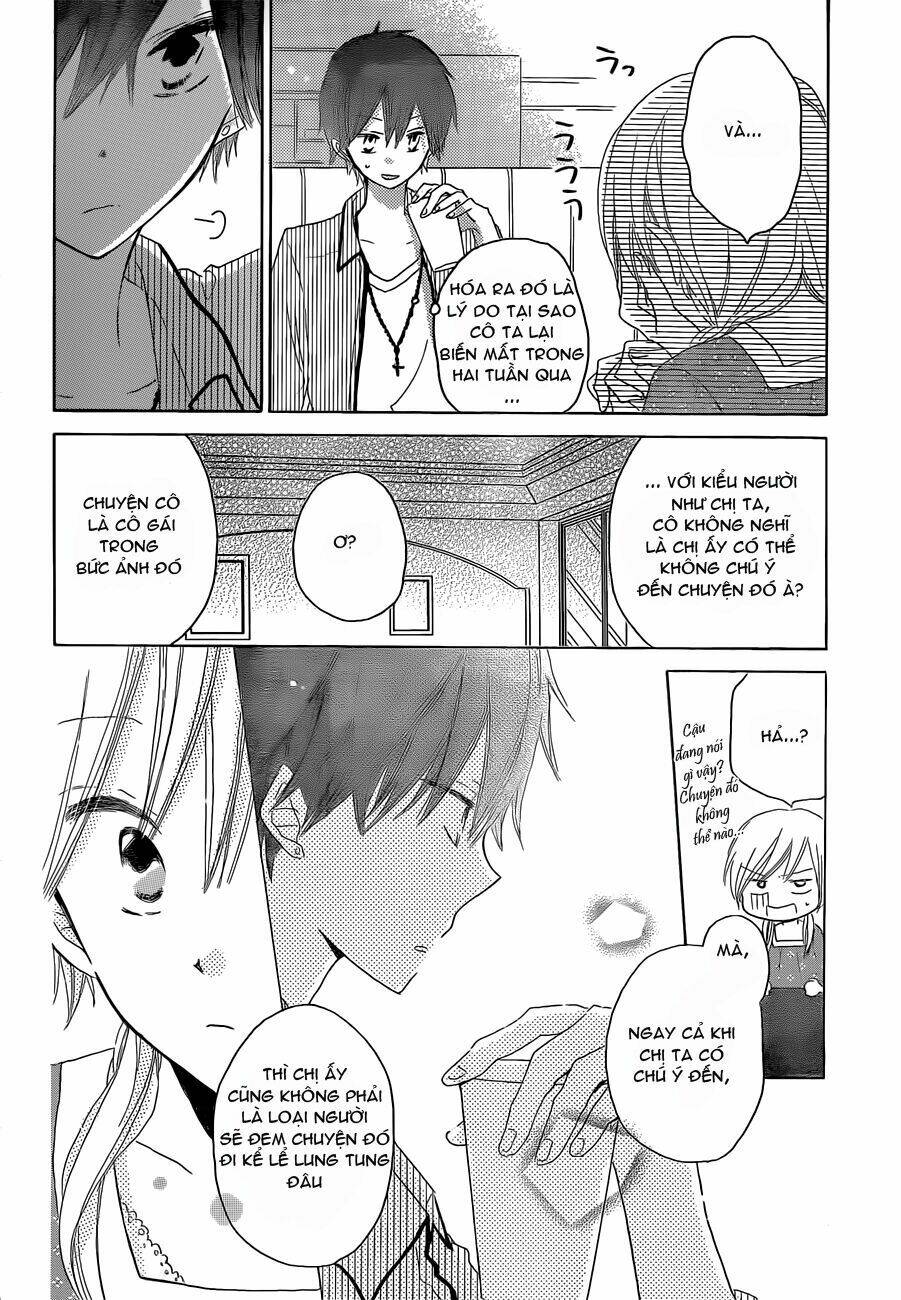 VÀ...
うっ
うう
HÓA RA ĐÓ LÀ
LÝ DO TẠI SAO
CÔ TA LẠI
BIẾN MẤT TRONG
HAI TUẦN QUA
...
... VỚI KIỂU NGƯỜI
NHƯ CHỊ TA,
CÔ KHÔNG NGHĨ
LÀ CHỊ ẤY CÓ THỂ
KHÔNG CHÚ Ý
ĐẾN CHUYỆN ĐÓ À?
Ơ?
CHUYỆN CÔ
LÀ CÔ GÁI
TRONG
BỨC ẢNH ĐÓ
HẢ...?
Cậu
đang nói
gì vậy?
Chuyện đó
không
thể nào...
MÀ,
NGAY CẢ KHI
CHỊ TA CÓ
CHÚ Ý ĐẾN,
THÌ CHỊ ẤY
CŨNG KHÔNG PHẢI
LÀ LOẠI NGƯỜI
SẼ ĐEM CHUYỆN ĐÓ
ĐI KỂ LỂ LUNG TUNG
ĐÂU